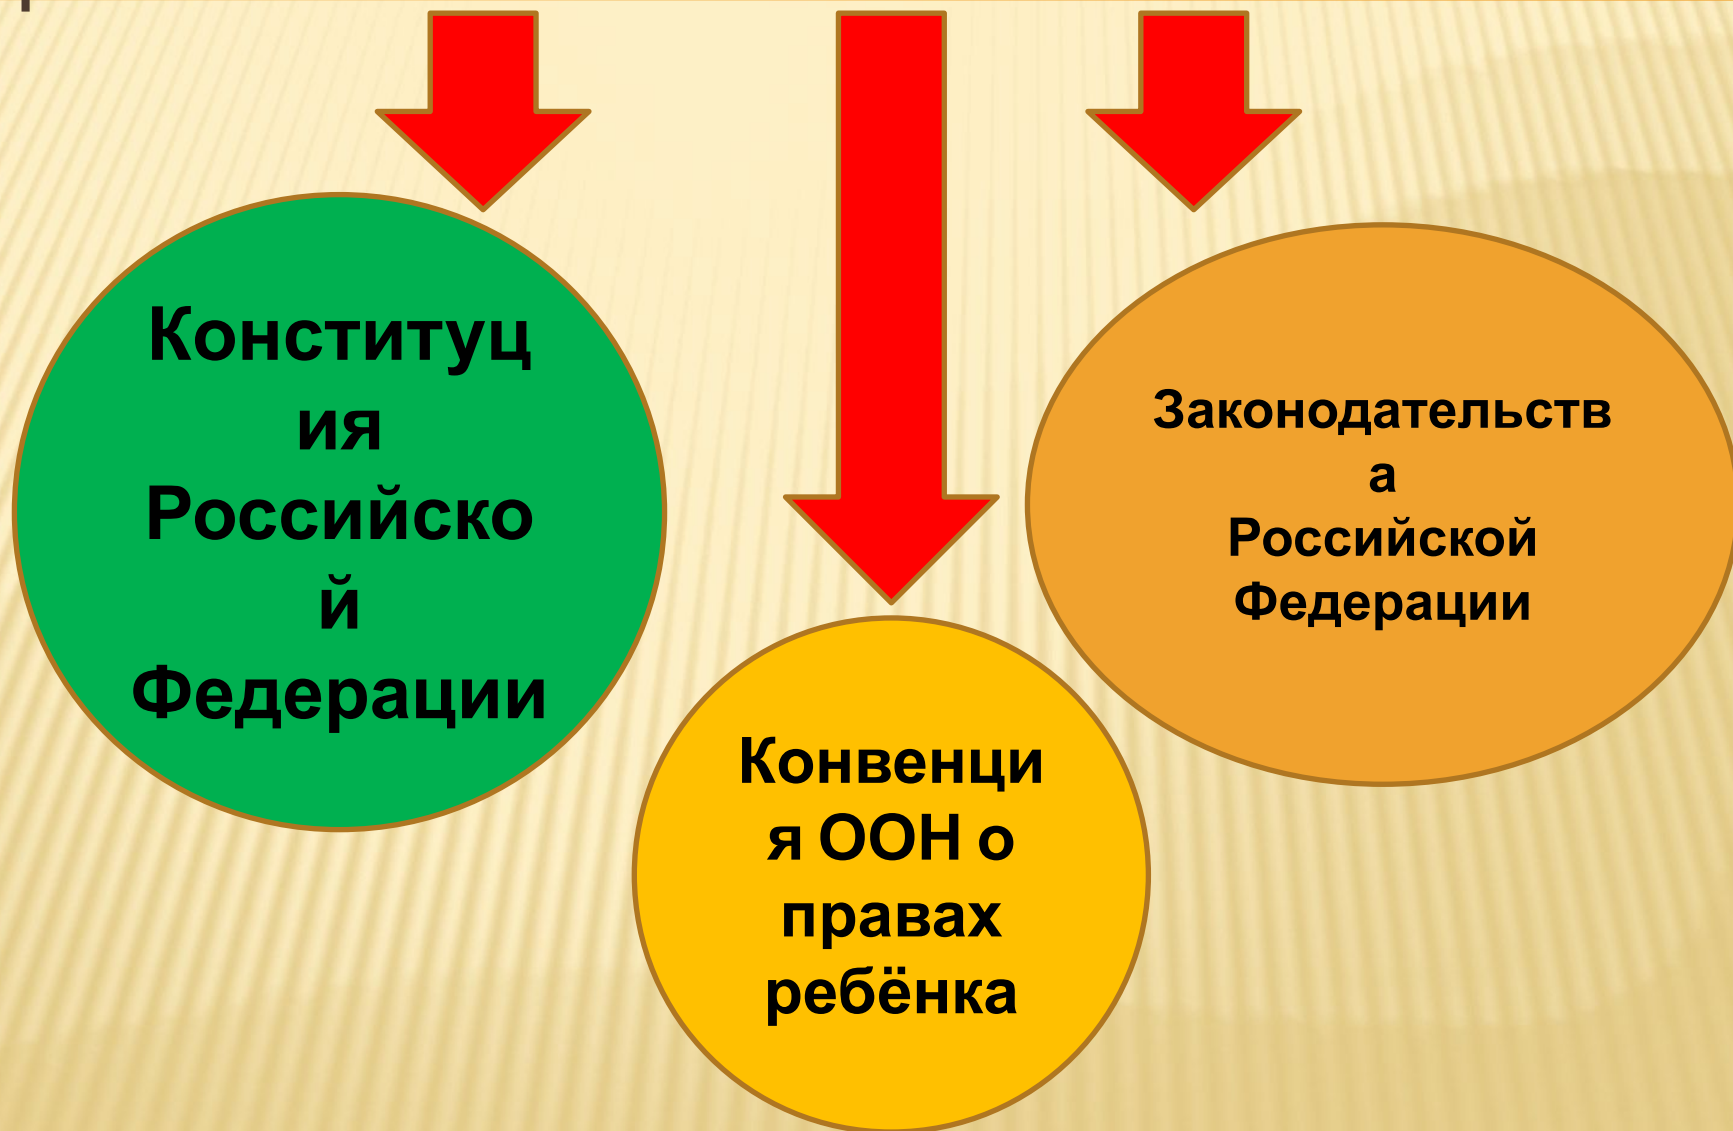 Конституц
ия
Российско
й
Федерации
Конвенци
я ООН о
правах
ребёнка
Законодательств
а
Российской
Федерации